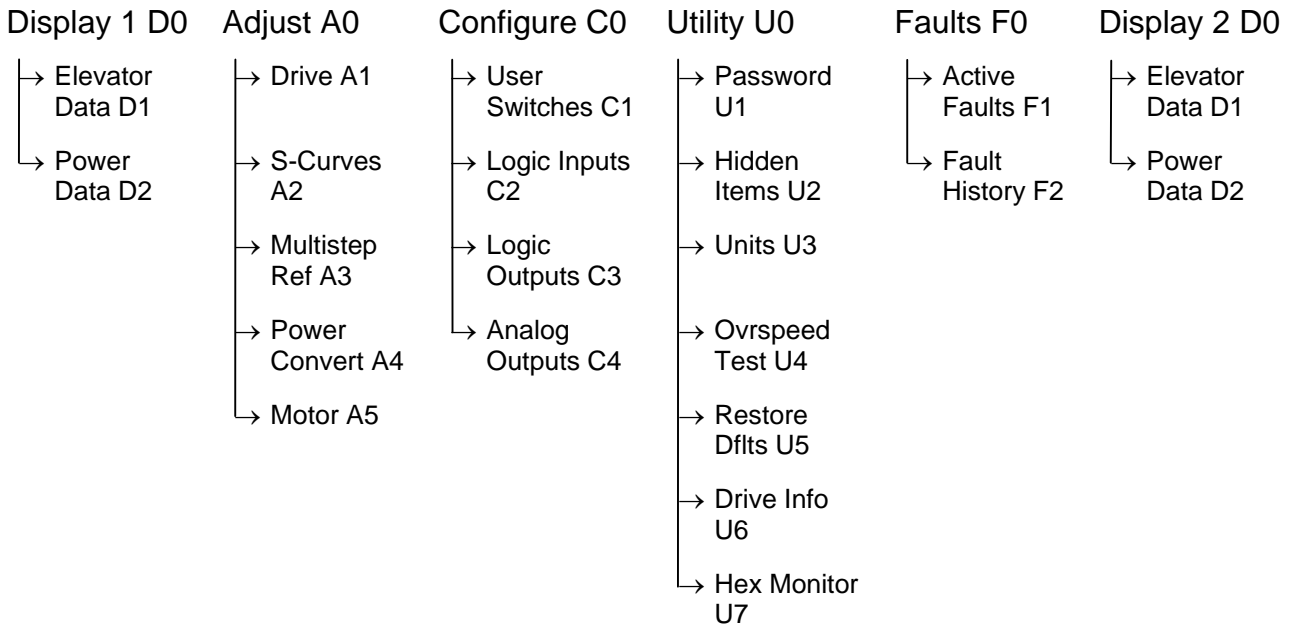 Display 1 D0
Elevator
Data D1
Power
Data D2
Adjust A0
Drive A1
S-Curves
A2
Multistep
Ref A3
Power
Convert A4
Motor A5
Configure C0
User
Switches C1
Logic Inputs
C2
Logic
Outputs C3
Analog
Outputs C4
Utility U0
Password
U1
Hidden
Items U2
Units U3
Ovrspeed
Test U4
Restore
Dflts U5
Drive Info
U6
Hex Monitor
U7
Faults F0
Active
Faults F1
Fault
History F2
Display 2 D0
Elevator
Data D1
Power
Data D2